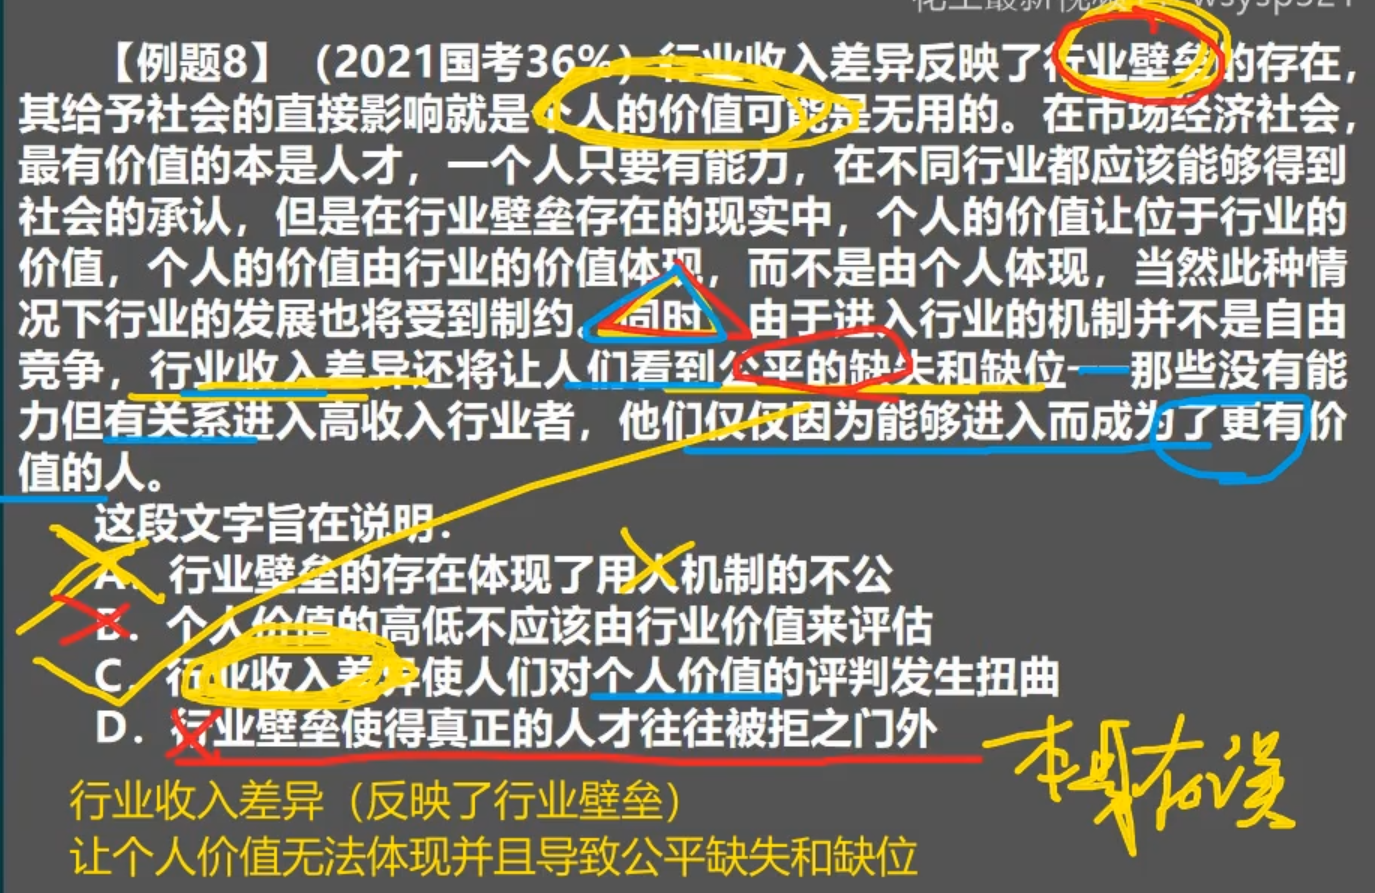 化工最新视频
【例题8】（2021国考36%）行业收入差异反映了行业壁垒的存在，
其给予社会的直接影响就是个人的价值可能是无用的。在市场经济社会，
最有价值的本是人才，一个人只要有能力，在不同行业都应该能够得到
社会的承认，但是在行业壁垒存在的现实中，个人的价值让位于行业的
价值，个人的价值由行业的价值体现，而不是由个人体现，当然此种情
况下行业的发展也将受到制约。同时，由于进入行业的机制并不是自由
竞争，行业收入差异还将让人们看到公平的缺失和缺位——那些没有能
力但有关系进入高收入行业者，他们仅仅因为能够进入而成为了更有价
值的人。
这段文字旨在说明：
A．行业壁垒的存在体现了用人机制的不公
B．个人价值的高低不应该由行业价值来评估
C．行业收入差异使人们对个人价值的评判发生扭曲
D．行业壁垒使得真正的人才往往被拒之门外
本身有误
行业收入差异（反映了行业壁垒）
让个人价值无法体现并且导致公平缺失和缺位